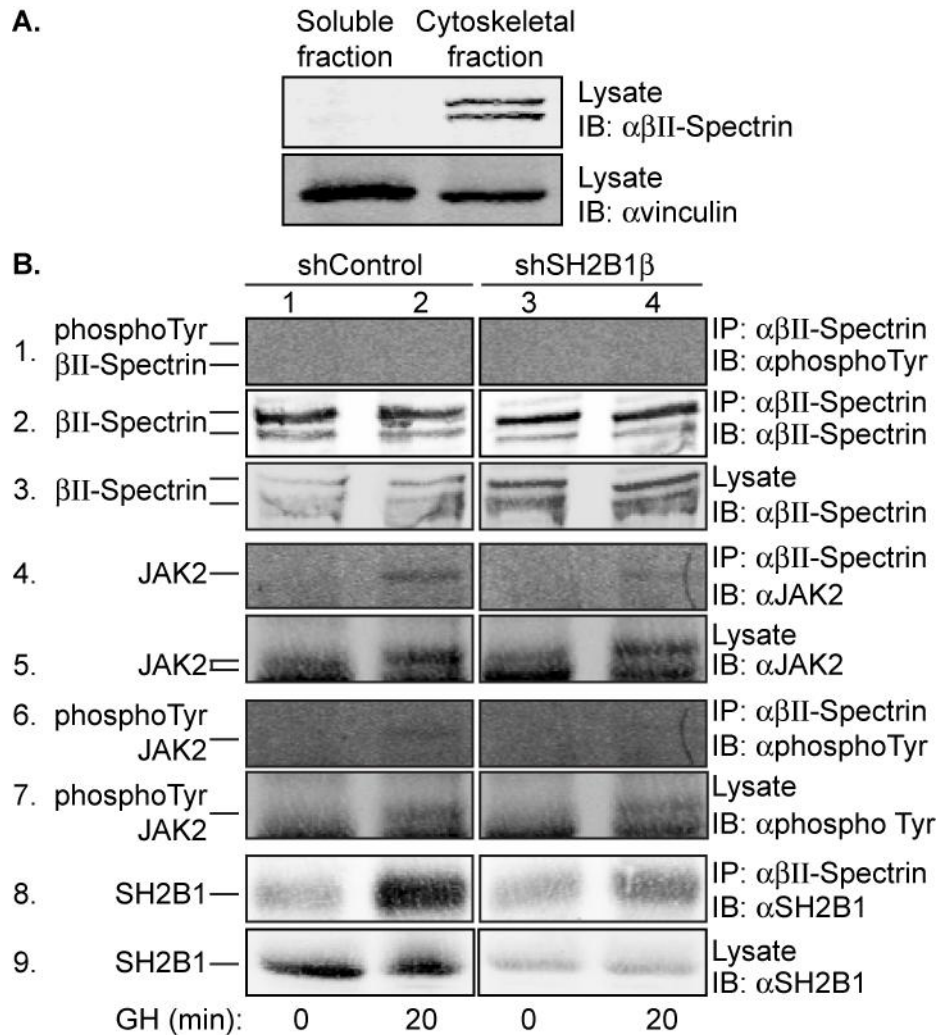 A.
Soluble fraction
Cytoskeletal fraction
Lysate
IB: αβII-Spectrin
Lysate
IB: αvinculin
B.
shControl
shSH2B1β
1 2 3 4
1. phosphoTyr
βII-Spectrin
IP: αβII-Spectrin
IB: αphosphoTyr
2. βII-Spectrin
IP: αβII-Spectrin
IB: αβII-Spectrin
3. βII-Spectrin
Lysate
IB: αβII-Spectrin
4. JAK2
IP: αβII-Spectrin
IB: αJAK2
5. JAK2
Lysate
IB: αJAK2
6. phosphoTyr
JAK2
IP: αβII-Spectrin
IB: αphosphoTyr
7. phosphoTyr
JAK2
Lysate
IB: αphospho Tyr
8. SH2B1
IP: αβII-Spectrin
IB: αSH2B1
9. SH2B1
Lysate
IB: αSH2B1
GH (min): 0 20 0 20